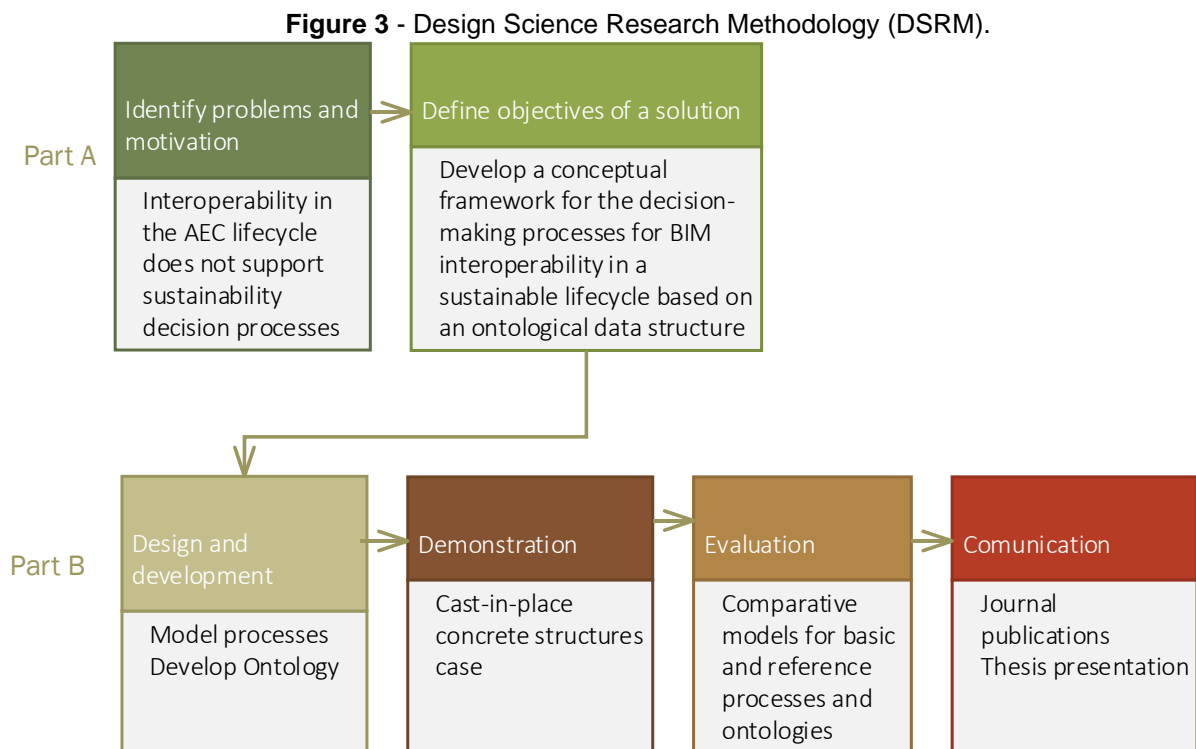 Figure 3 - Design Science Research Methodology (DSRM).
Part A
Identify problems and
motivation
Interoperability in
the AEC lifecycle
does not support
sustainability
decision processes
Define objectives of a solution
Develop a conceptual
framework for the decision-
making processes for BIM
interoperability in a
sustainable lifecycle based on
an ontological data structure
Part B
Design and
development
Model processes
Develop Ontology
Demonstration
Cast-in-place
concrete structures
case
Evaluation
Comparative
models for basic
and reference
processes and
ontologies
Comunication
Journal
publications
Thesis presentation